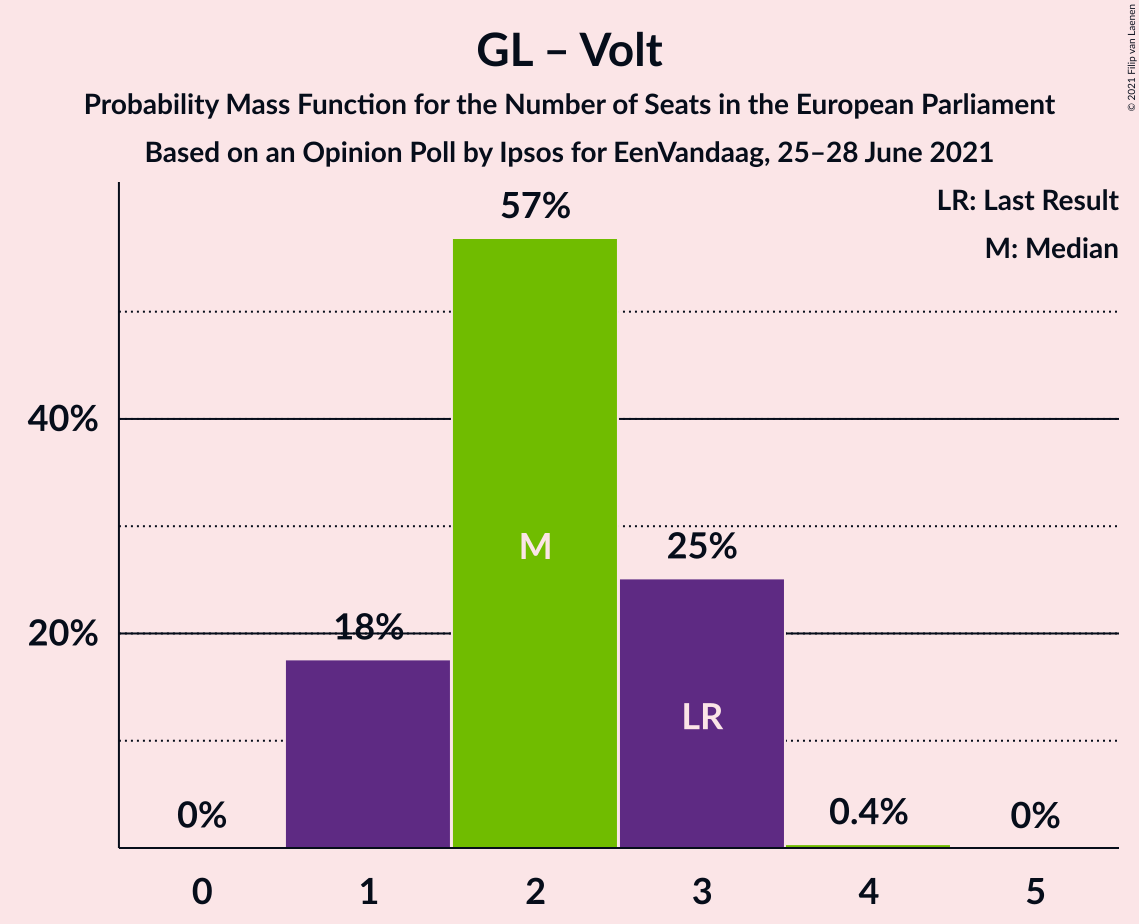 GL – Volt
Probability Mass Function for the Number of Seats in the European Parliament
Based on an Opinion Poll by Ipsos for EenVandaag, 25–28 June 2021
© 2021 Filip van Laenen
LR: Last Result
M: Median
57%
40%
M
25%
20%
18%
LR
0%
0.4%
0%
0 1 2 3 4 5